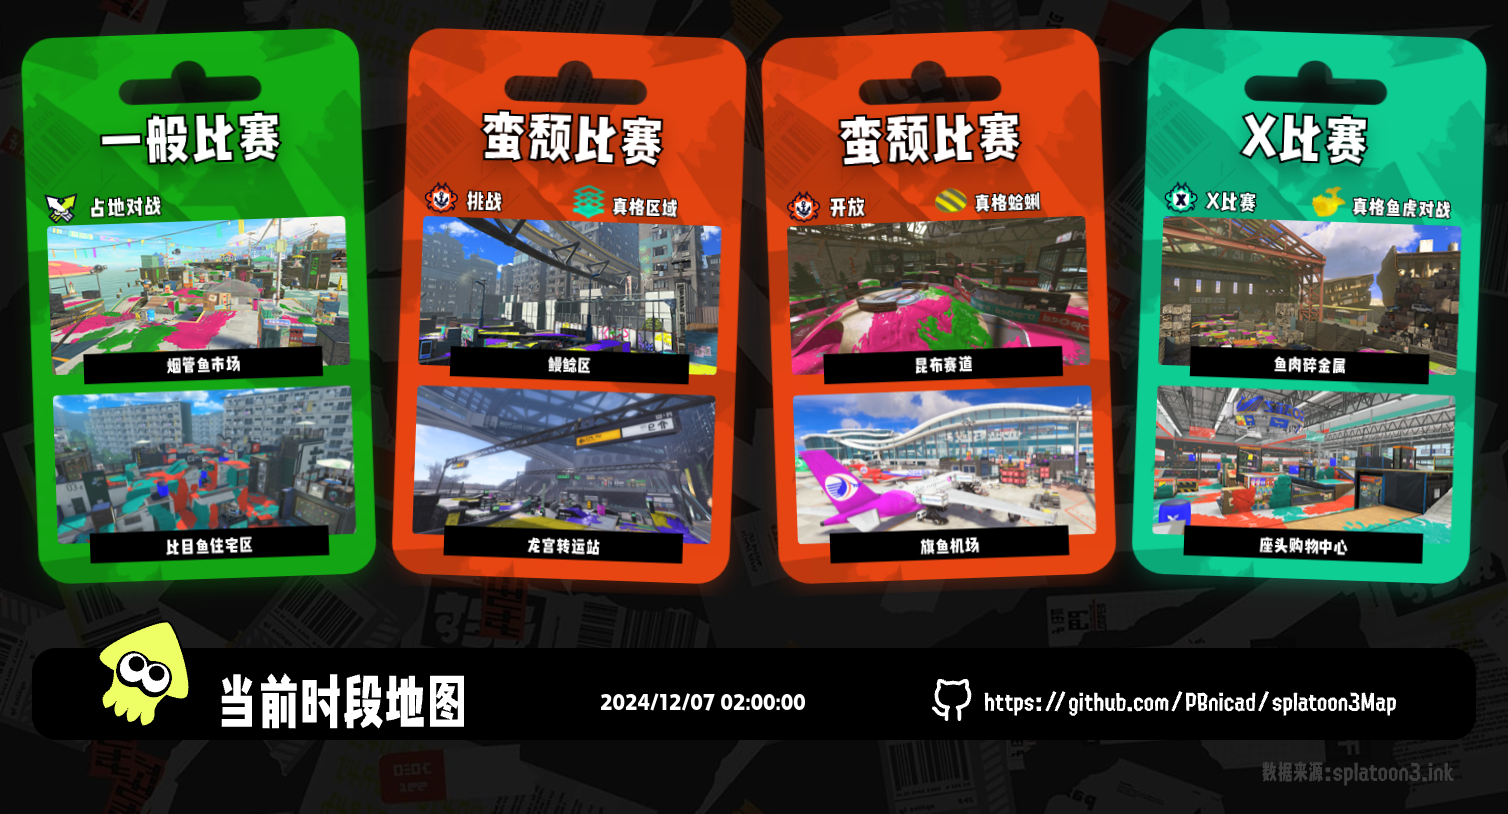 一般比赛
占地对战
烟管鱼市场
比目鱼住宅区
蛮颓比赛
挑战
真格区域
鳗鲶区
龙宫转运站
蛮颓比赛
开放
真格蛤蜊
昆布赛道
旗鱼机场
X比赛
X比赛
真格鱼虎对战
鱼肉碎金属
座头购物中心
当前时段地图
2024/12/07 02:00:00
https://github.com/PBnicad/splatoon3Map
数据来源:splatoon3.ink